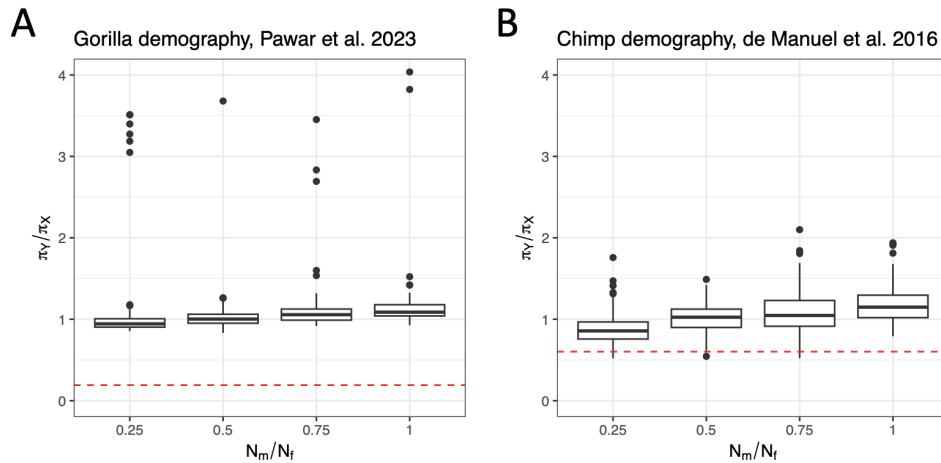 A
Gorilla demography, Pawar et al. 2023
4
3
2
1
0
πY/πX
0.25 0.5 0.75 1
Nm/Nf
B
Chimp demography, de Manuel et al. 2016
4
3
2
1
0
πY/πX
0.25 0.5 0.75 1
Nm/Nf